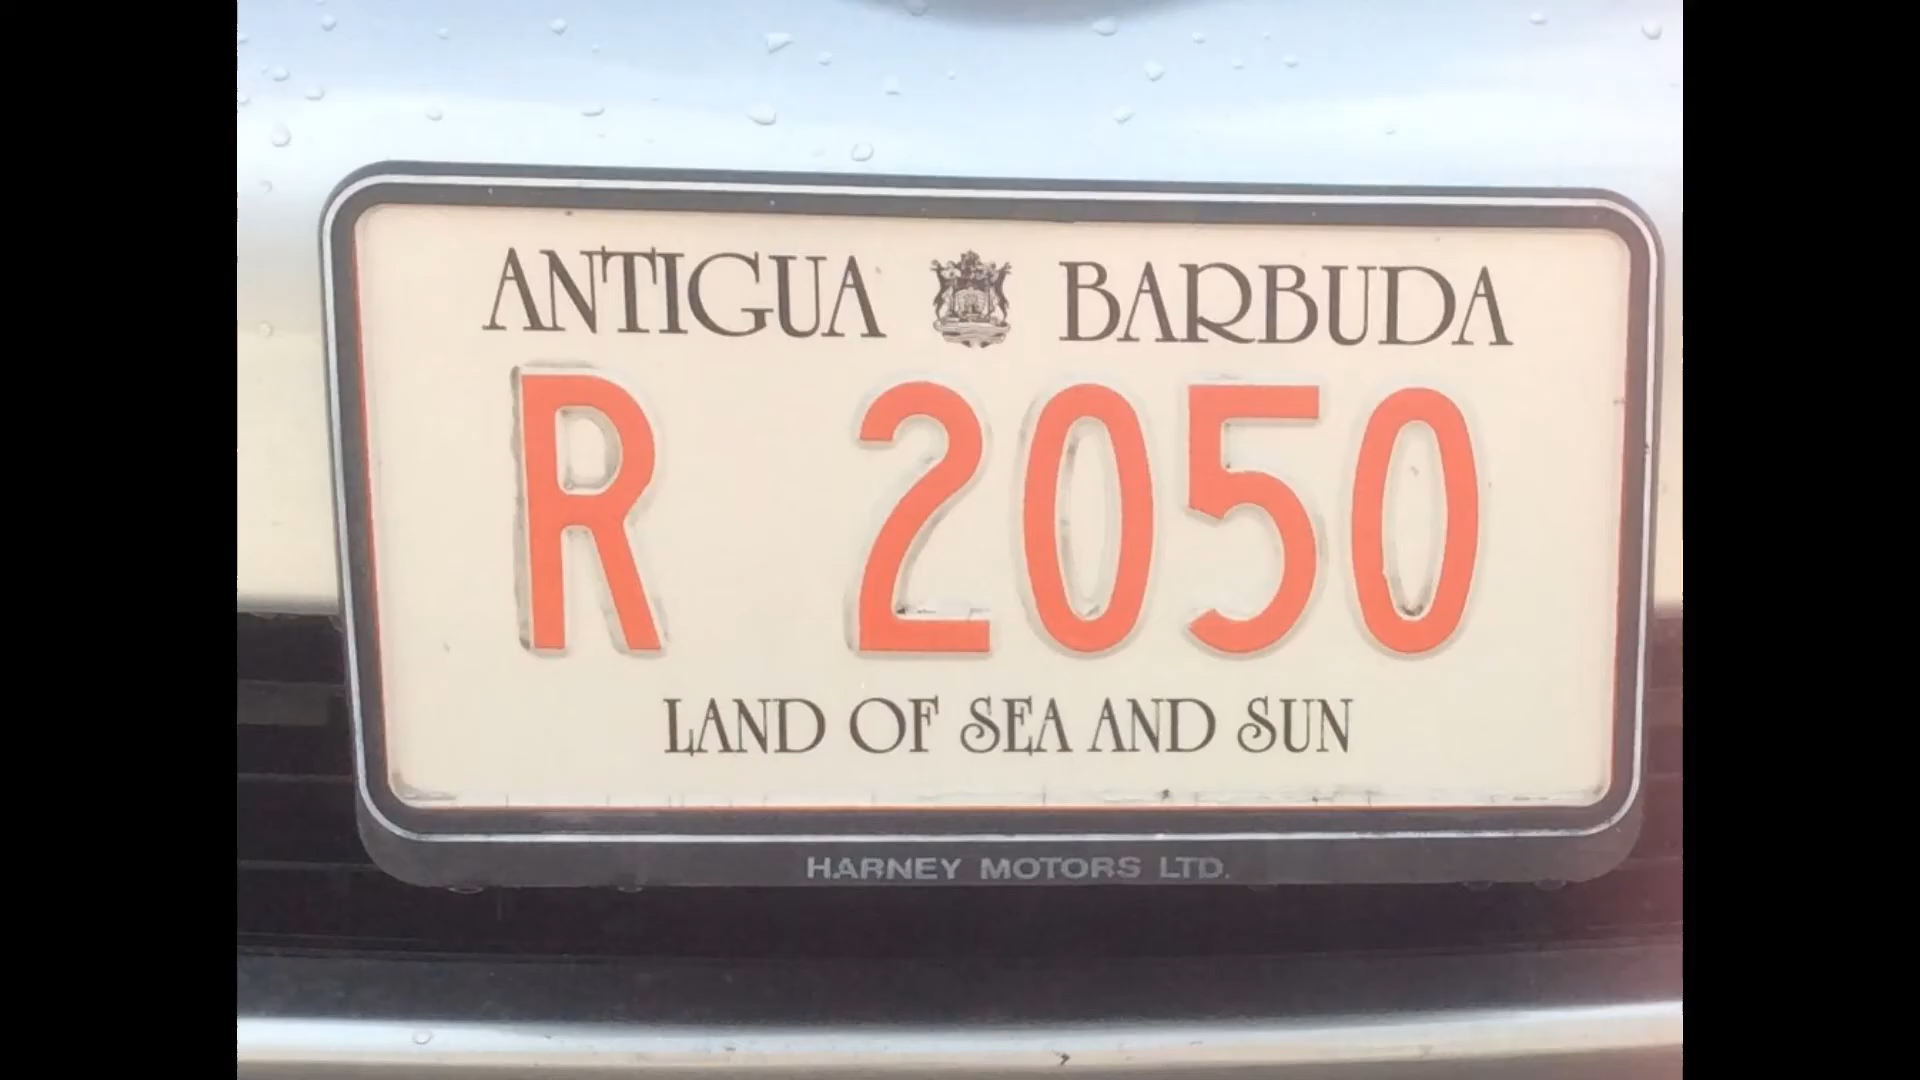 ANTIGUA BARBUDA
R 2050
LAND OF SEA AND SUN
HARNEY MOTORS LTD.